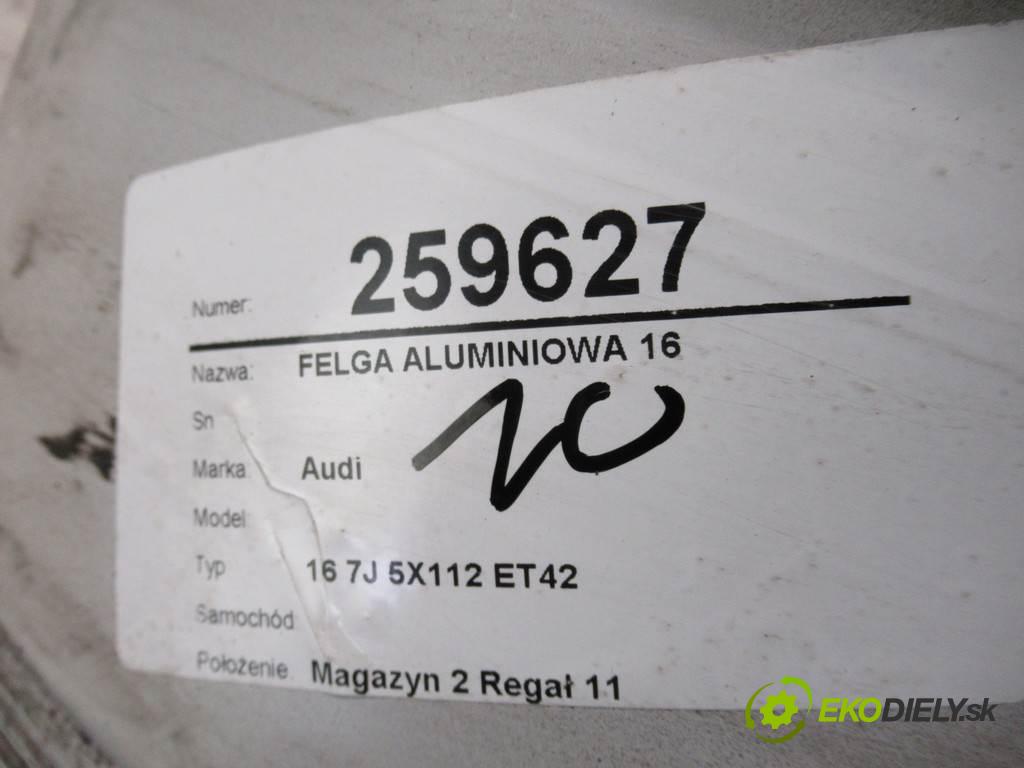 Numer: 259627
Nazwa: FELGA ALUMINIOWA 16
Sn
10
Marka Audi
Model:
Typ 16 7J 5X112 ET42
Samochód
Położenie: Magazyn 2 Regał 11
EKODIELY.sk